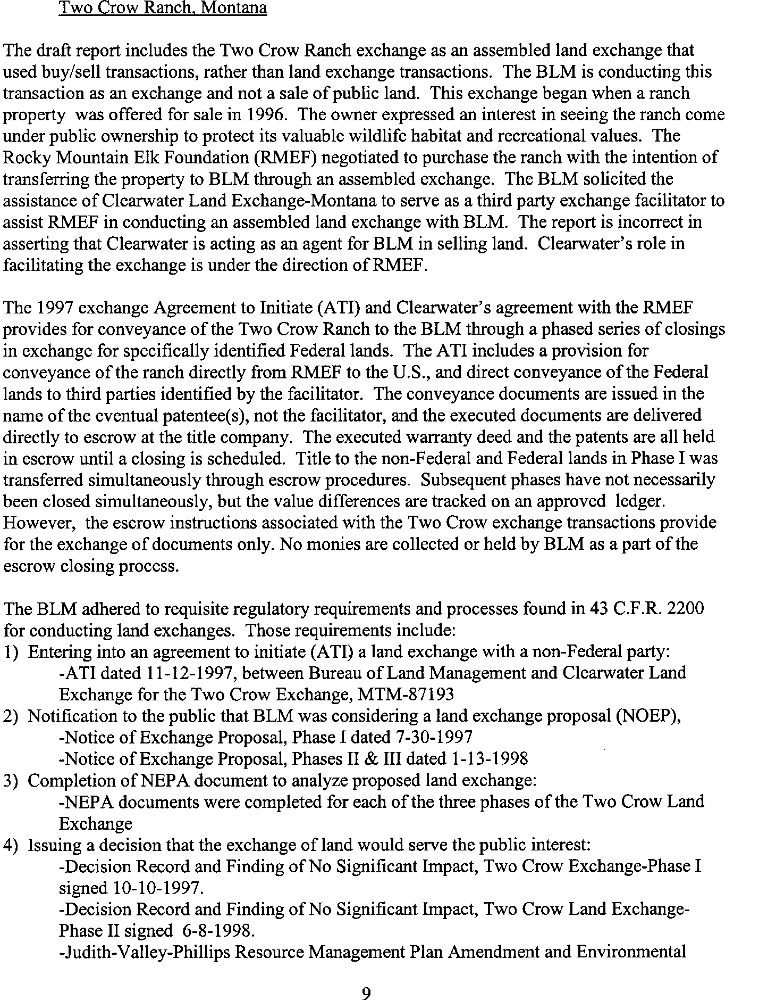 Two Crow Ranch, Montana
The draft report includes the Two Crow Ranch exchange as an assembled land exchange that
used buy/sell transactions, rather than land exchange transactions.  The BLM is conducting this
transaction as an exchange and not a sale of public land.  This exchange began when a ranch
property  was offered for sale in 1996.  The owner expressed an interest in seeing the ranch come
under public ownership to protect its valuable wildlife habitat and recreational values.  The
Rocky Mountain Elk Foundation (RMEF) negotiated to purchase the ranch with the intention of
transferring the property to BLM through an assembled exchange.  The BLM solicited the
assistance of Clearwater Land Exchange-Montana to serve as a third party exchange facilitator to
assist RMEF in conducting an assembled land exchange with BLM.  The report is incorrect in
asserting that Clearwater is acting as an agent for BLM in selling land.  Clearwater's role in
facilitating the exchange is under the direction of RMEF.
The 1997 exchange Agreement to Initiate (ATI) and Clearwater's agreement with the RMEF
provides for conveyance of the Two Crow Ranch to the BLM through a phased series of closings
in exchange for specifically identified Federal lands.  The ATI includes a provision for
conveyance of the ranch directly from RMEF to the U.S., and direct conveyance of the Federal
lands to third parties identified by the facilitator.  The conveyance documents are issued in the
name of the eventual patentee(s), not the facilitator, and the executed documents are delivered
directly to escrow at the title company.  The executed warranty deed and the patents are all held
in escrow until a closing is scheduled.  Title to the non-Federal and Federal lands in Phase I was
transferred simultaneously through escrow procedures.  Subsequent phases have not necessarily
been closed simultaneously, but the value differences are tracked on an approved  ledger.
However,  the escrow instructions associated with the Two Crow exchange transactions provide
for the exchange of documents only. No monies are collected or held by BLM as a part of the
escrow closing process.
The BLM adhered to requisite regulatory requirements and processes found in 43 C.F.R. 2200
for conducting land exchanges.  Those requirements include:
1)  Entering into an agreement to initiate (ATI) a land exchange with a non-Federal party:
-ATI dated 11-12-1997, between Bureau of Land Management and Clearwater Land
Exchange for the Two Crow Exchange, MTM-87193
2)  Notification to the public that BLM was considering a land exchange proposal (NOEP),
-Notice of Exchange Proposal, Phase I dated 7-30-1997
-Notice of Exchange Proposal, Phases II & III dated 1-13-1998
3)  Completion of NEPA document to analyze proposed land exchange:
-NEPA documents were completed for each of the three phases of the Two Crow Land
Exchange
4)  Issuing a decision that the exchange of land would serve the public interest:
-Decision Record and Finding of No Significant Impact, Two Crow Exchange-Phase I
signed 10-10-1997.
-Decision Record and Finding of No Significant Impact, Two Crow Land Exchange-
Phase II signed  6-8-1998.
-Judith-Valley-Phillips Resource Management Plan Amendment and Environmental
9